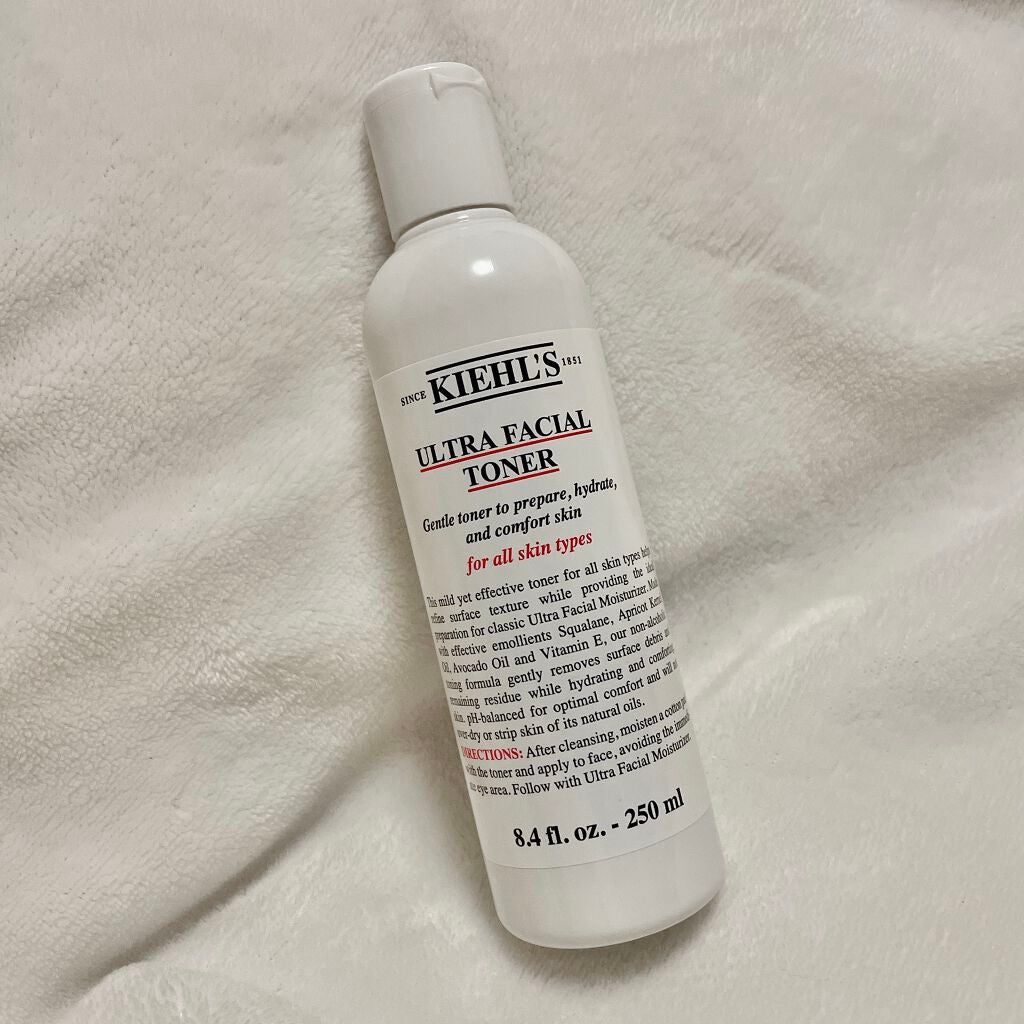 SINCE KIEHL'S 1851
ULTRA FACIAL
TONER
Gentle toner to prepare, hydrate,
and comfort skin
for all skin types
This mild yet effective toner for all skin types
refine surface texture while providing the
preparation for classic Ultra Facial Moisturizer.
with effective emollients Squalane, Apricot
Oil, Avocado Oil and Vitamin E, our
formula gently removes surface debris
remaining residue while hydrating and
skin. pH-balanced for optimal comfort and will
over-dry or strip skin of its natural oils.
DIRECTIONS: After cleansing, moisten a cotton
with the toner and apply to face, avoiding the
eye area. Follow with Ultra Facial Moisturizer.
8.4 fl. oz. - 250 ml